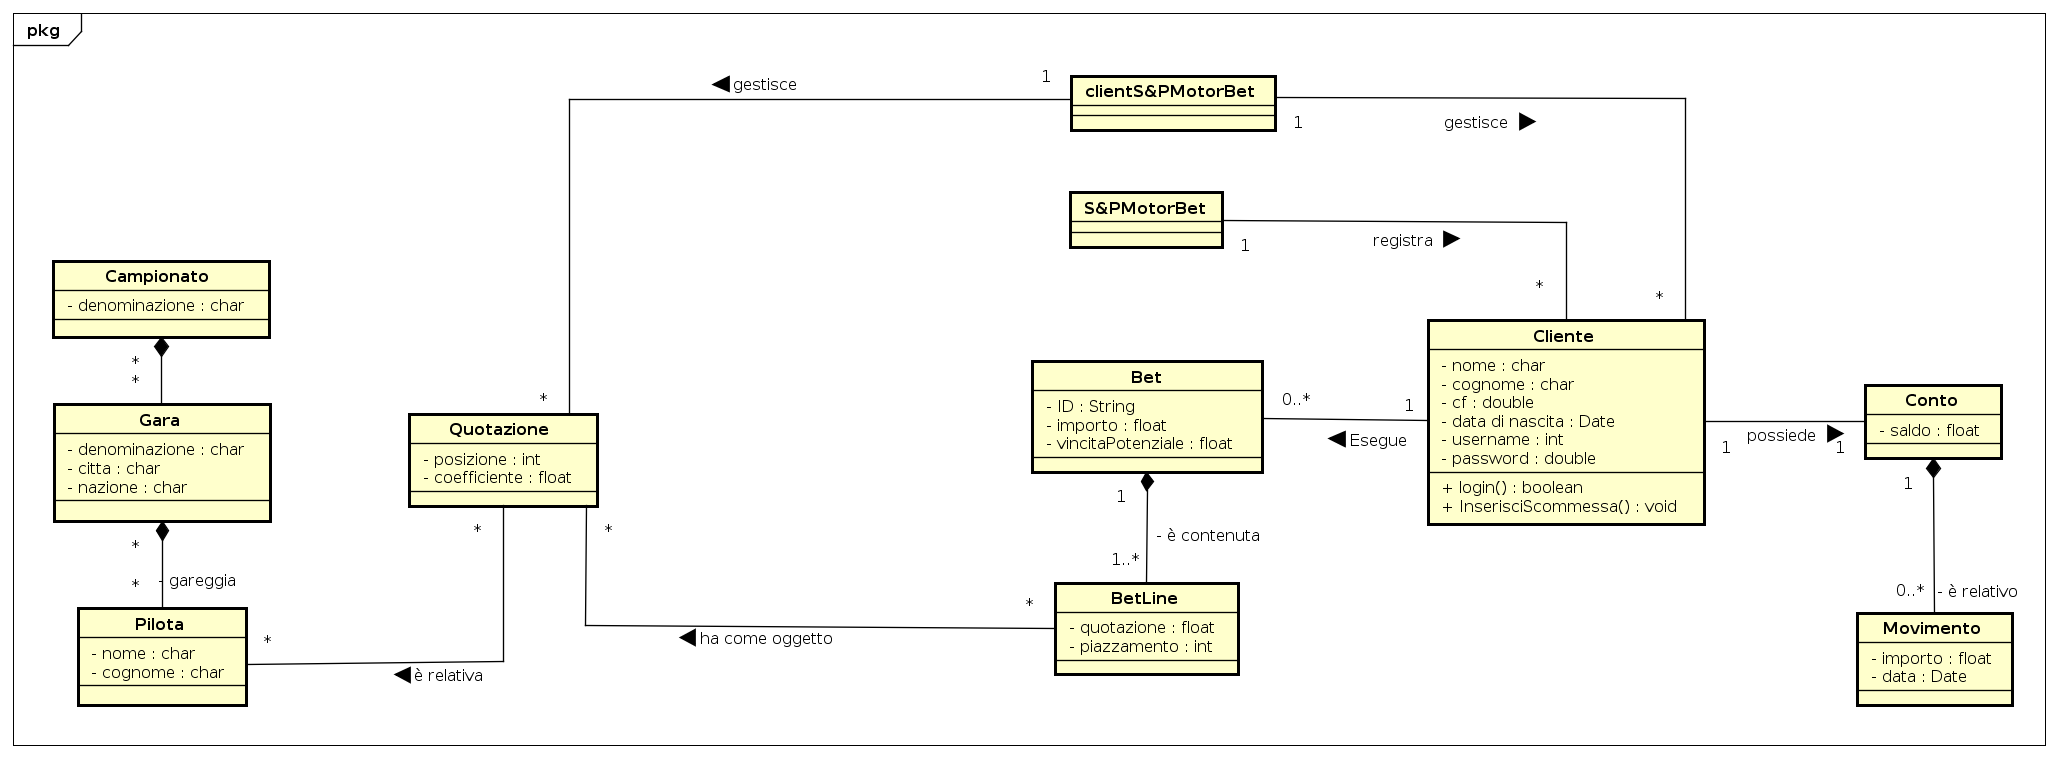 pkg
gestisce
1
clientS&PMotorBet
1
gestisce
S&PMotorBet
1
registra
*
*
Campionato
- denominazione : char
*
*
Gara
- denominazione : char
- citta : char
- nazione : char
*
*
- gareggia
Pilota
- nome : char
- cognome : char
*
è relativa
*
Quotazione
- posizione : int
- coefficiente : float
*
*
ha come oggetto
*
Bet
- ID : String
- importo : float
- vincitaPotenziale : float
1
- è contenuta
1..*
BetLine
- quotazione : float
- piazzamento : int
0..*
1
Esegue
Cliente
- nome : char
- cognome : char
- cf : double
- data di nascita : Date
- username : int
- password : double
+ login() : boolean
+ InserisciScommessa() : void
1
possiede
1
Conto
- saldo : float
1
0..*
- è relativo
Movimento
- importo : float
- data : Date